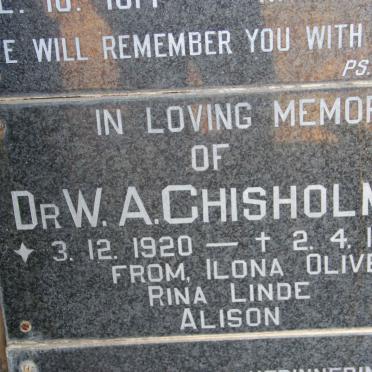 E WILL REMEMBER YOU WITH
PS.
IN LOVING MEMOR
OF
DR W. A. CHISHOLM
✦ 3. 12. 1920 — † 2. 4. 1
FROM, ILONA OLIVE
RINA LINDE
ALISON